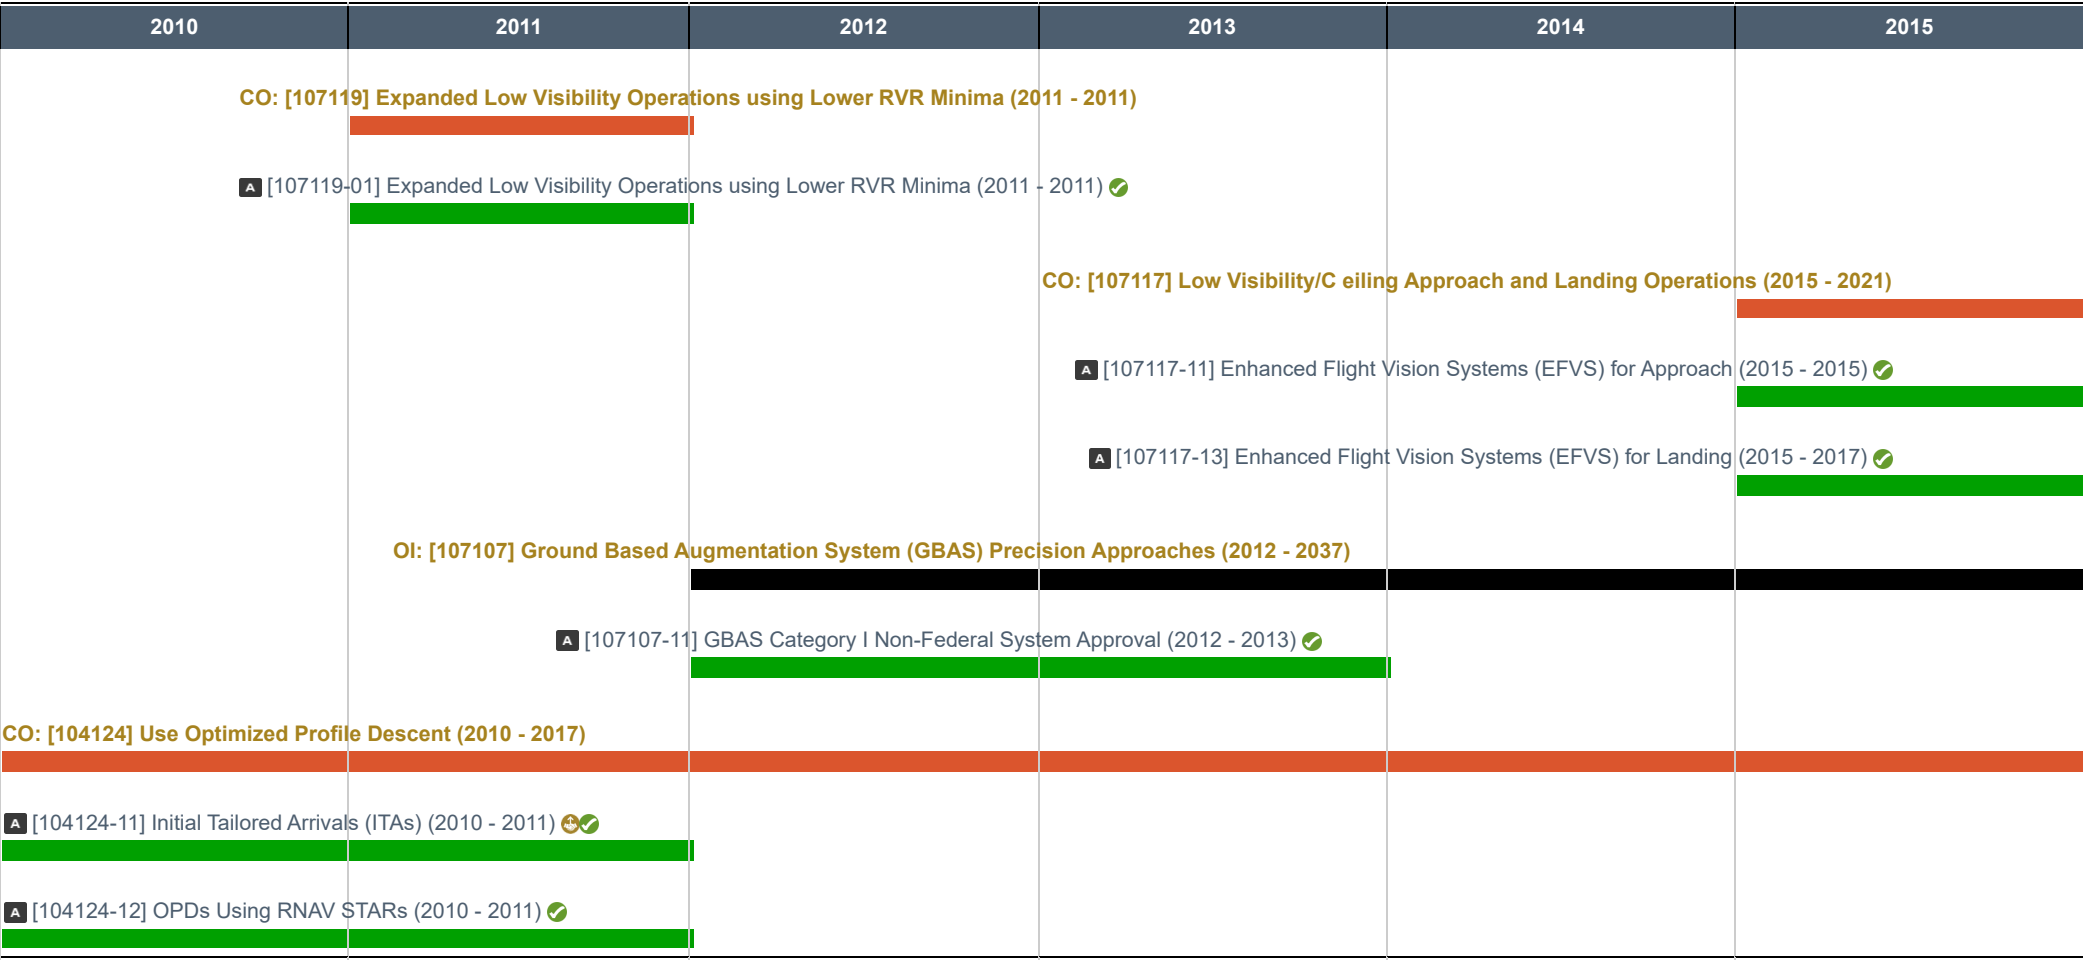 2010 2011 2012 2013 2014 2015
CO: [107119] Expanded Low Visibility Operations using Lower RVR Minima (2011 - 2011)
A [107119-01] Expanded Low Visibility Operations using Lower RVR Minima (2011 - 2011)
CO: [107117] Low Visibility/C eiling Approach and Landing Operations (2015 - 2021)
A [107117-11] Enhanced Flight Vision Systems (EFVS) for Approach (2015 - 2015)
A [107117-13] Enhanced Flight Vision Systems (EFVS) for Landing (2015 - 2017)
OI: [107107] Ground Based Augmentation System (GBAS) Precision Approaches (2012 - 2037)
A [107107-11] GBAS Category I Non-Federal System Approval (2012 - 2013)
CO: [104124] Use Optimized Profile Descent (2010 - 2017)
A [104124-11] Initial Tailored Arrivals (ITAs) (2010 - 2011)
A [104124-12] OPDs Using RNAV STARs (2010 - 2011)